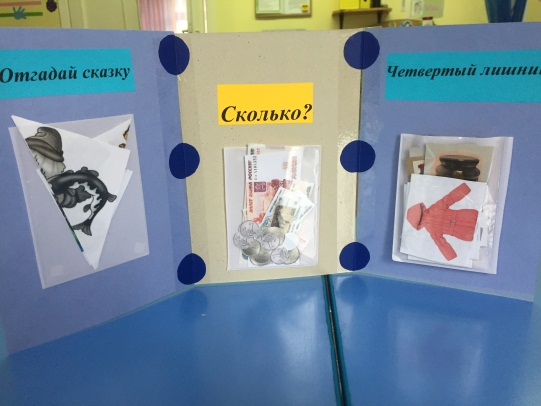 Отгадай сказку
Сколько?
Четвертый лишни